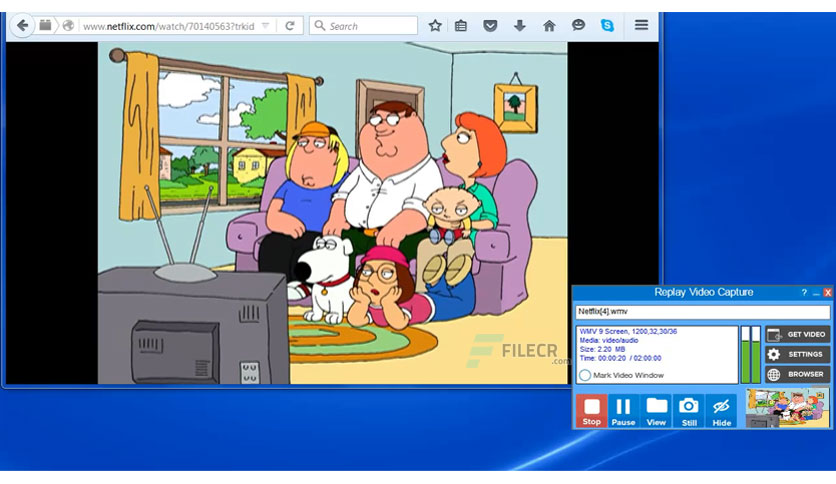 www.netflix.com/watch/70140563?trkid
Search
Replay Video Capture
Netflix[4].wmv
WMV 9 Screen, 1200,32,30/36
Media: video/audio
Size: 2.20 MB
Time: 00:00:20 / 02:00:00
Mark Video Window
GET VIDEO
SETTINGS
BROWSER
Stop
Pause
View
Still
Hide
FILECR
.com